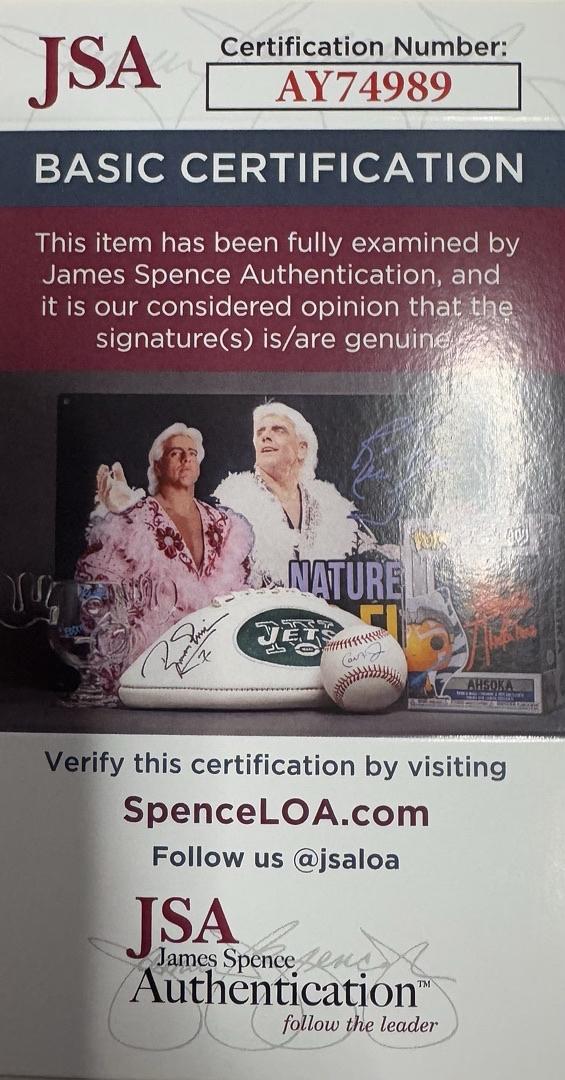 JSA
Certification Number:
AY74989
BASIC CERTIFICATION
This item has been fully examined by
James Spence Authentication, and
it is our considered opinion that the
signature(s) is/are genuine
NATURE
JETS
AHSOKA
Verify this certification by visiting
SpenceLOA.com
Follow us @jsaloa
JSA
James Spence
Authentication™
follow the leader